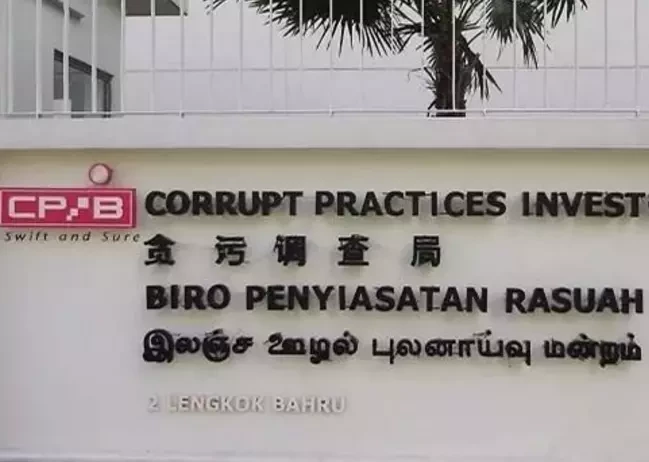 CPIB
Swift and Sure
CORRUPT PRACTICES INVEST
贪污调查局
BIRO PENYIASATAN RASUAH
இலஞ்ச ஊழல் புலனாய்வு மன்றம்
2 LENGKOK BAHRU